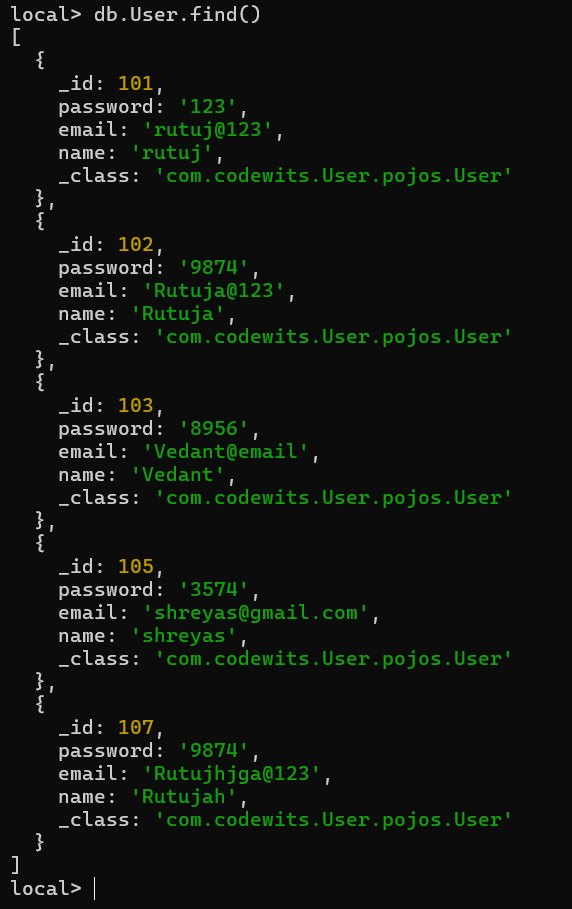 local> db.User.find()
[
  {
    _id: 101,
    password: '123',
    email: 'rutuj@123',
    name: 'rutuj',
    _class: 'com.codewits.User.pojos.User'
  },
  {
    _id: 102,
    password: '9874',
    email: 'Rutuja@123',
    name: 'Rutuja',
    _class: 'com.codewits.User.pojos.User'
  },
  {
    _id: 103,
    password: '8956',
    email: 'Vedant@email',
    name: 'Vedant',
    _class: 'com.codewits.User.pojos.User'
  },
  {
    _id: 105,
    password: '3574',
    email: 'shreyas@gmail.com',
    name: 'shreyas',
    _class: 'com.codewits.User.pojos.User'
  },
  {
    _id: 107,
    password: '9874',
    email: 'Rutujhjga@123',
    name: 'Rutujah',
    _class: 'com.codewits.User.pojos.User'
  }
]
local>